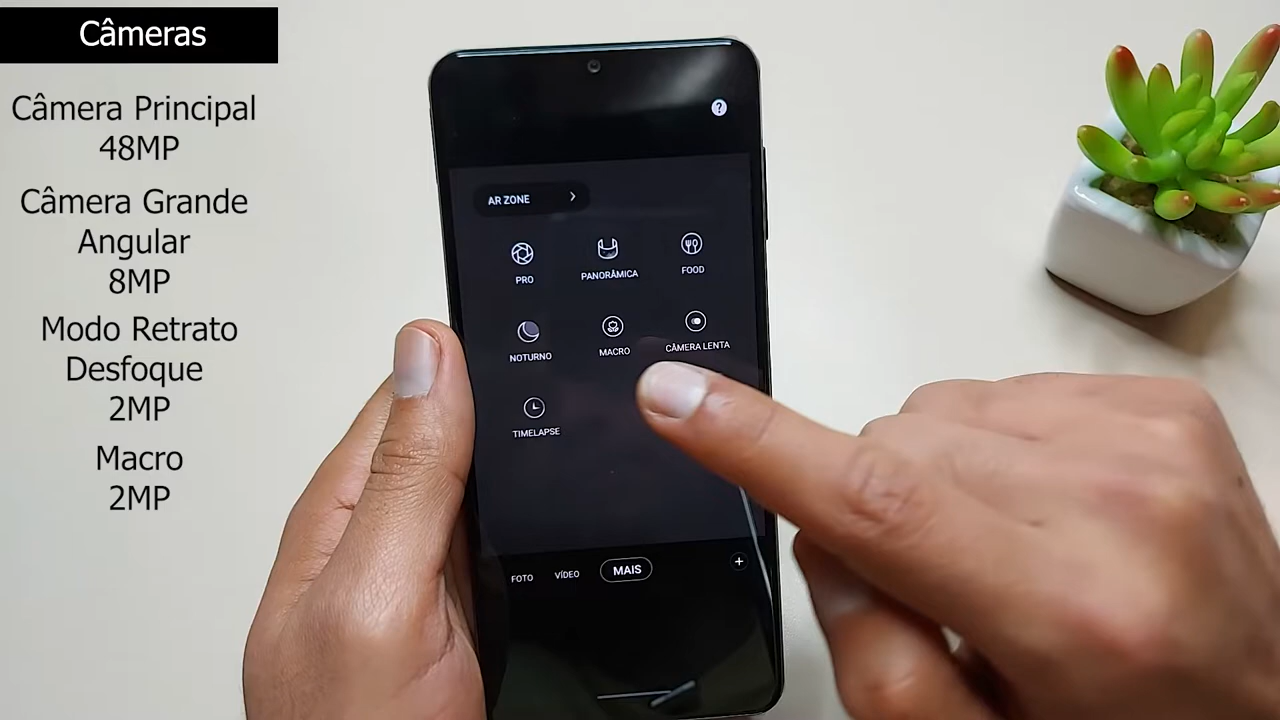 Câmeras
Câmera Principal
48MP
Câmera Grande
Angular
8MP
Modo Retrato
Desfoque
2MP
Macro
2MP
?
AR ZONE >
PRO PANORÂMICA FOOD
NOTURNO MACRO CÂMERA LENTA
TIMELAPSE
FOTO VÍDEO MAIS +